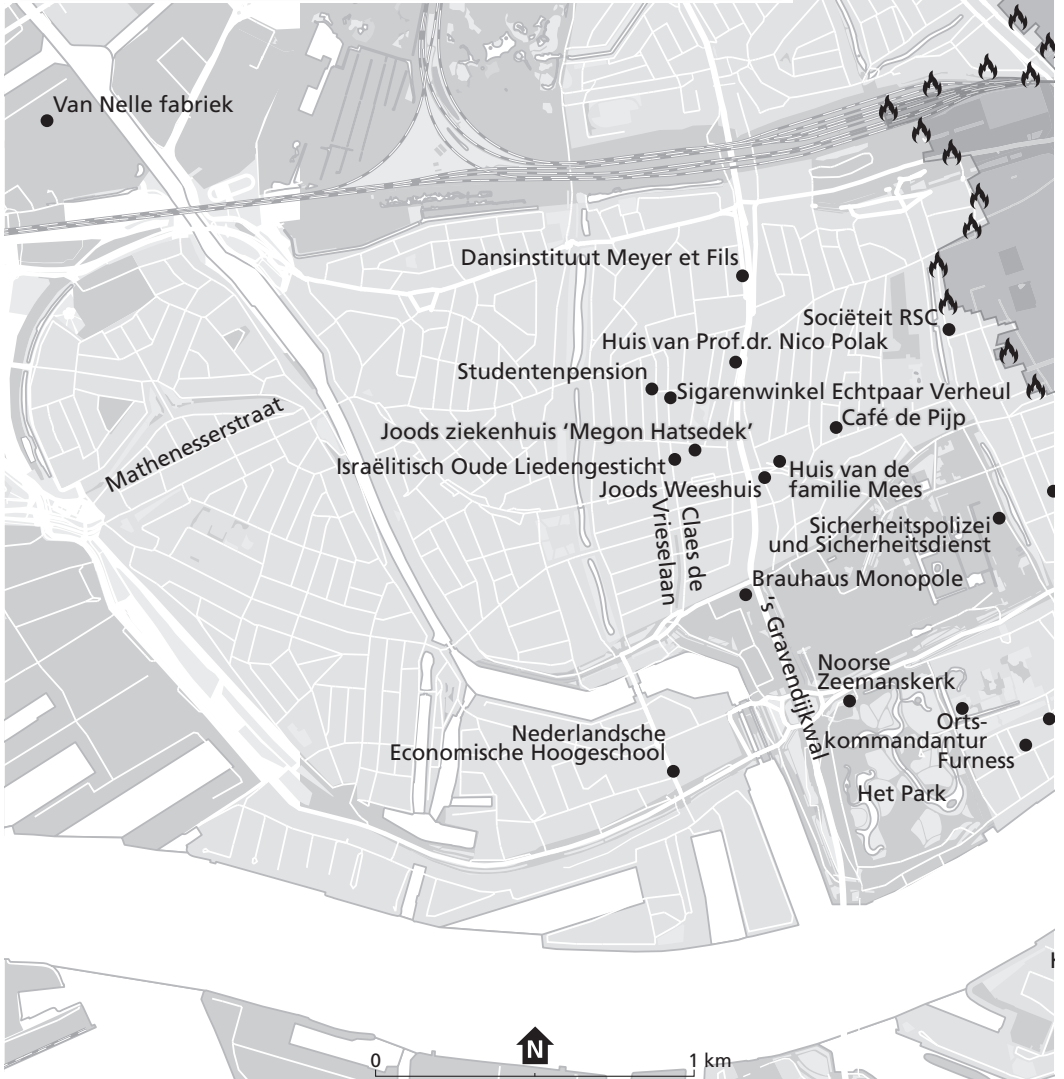 Van Nelle fabriek
Dansinstituut Meyer et Fils
Sociëteit RSC
Huis van Prof.dr. Nico Polak
Studentenpension
Sigarenwinkel Echtpaar Verheul
Mathenesserstraat
Café de Pijp
Joods ziekenhuis ‘Megon Hatsedek’
Israëlitisch Oude Liedengesticht
Huis van de
familie Mees
Joods Weeshuis
Claes de
Vrieselaan
Sicherheitspolizei
und Sicherheitsdienst
Brauhaus Monopole
's Gravendijkwal
Noorse
Zeemanskerk
Orts-
kommandantur
Furness
Nederlandsche
Economische Hoogeschool
Het Park
N
0
1 km